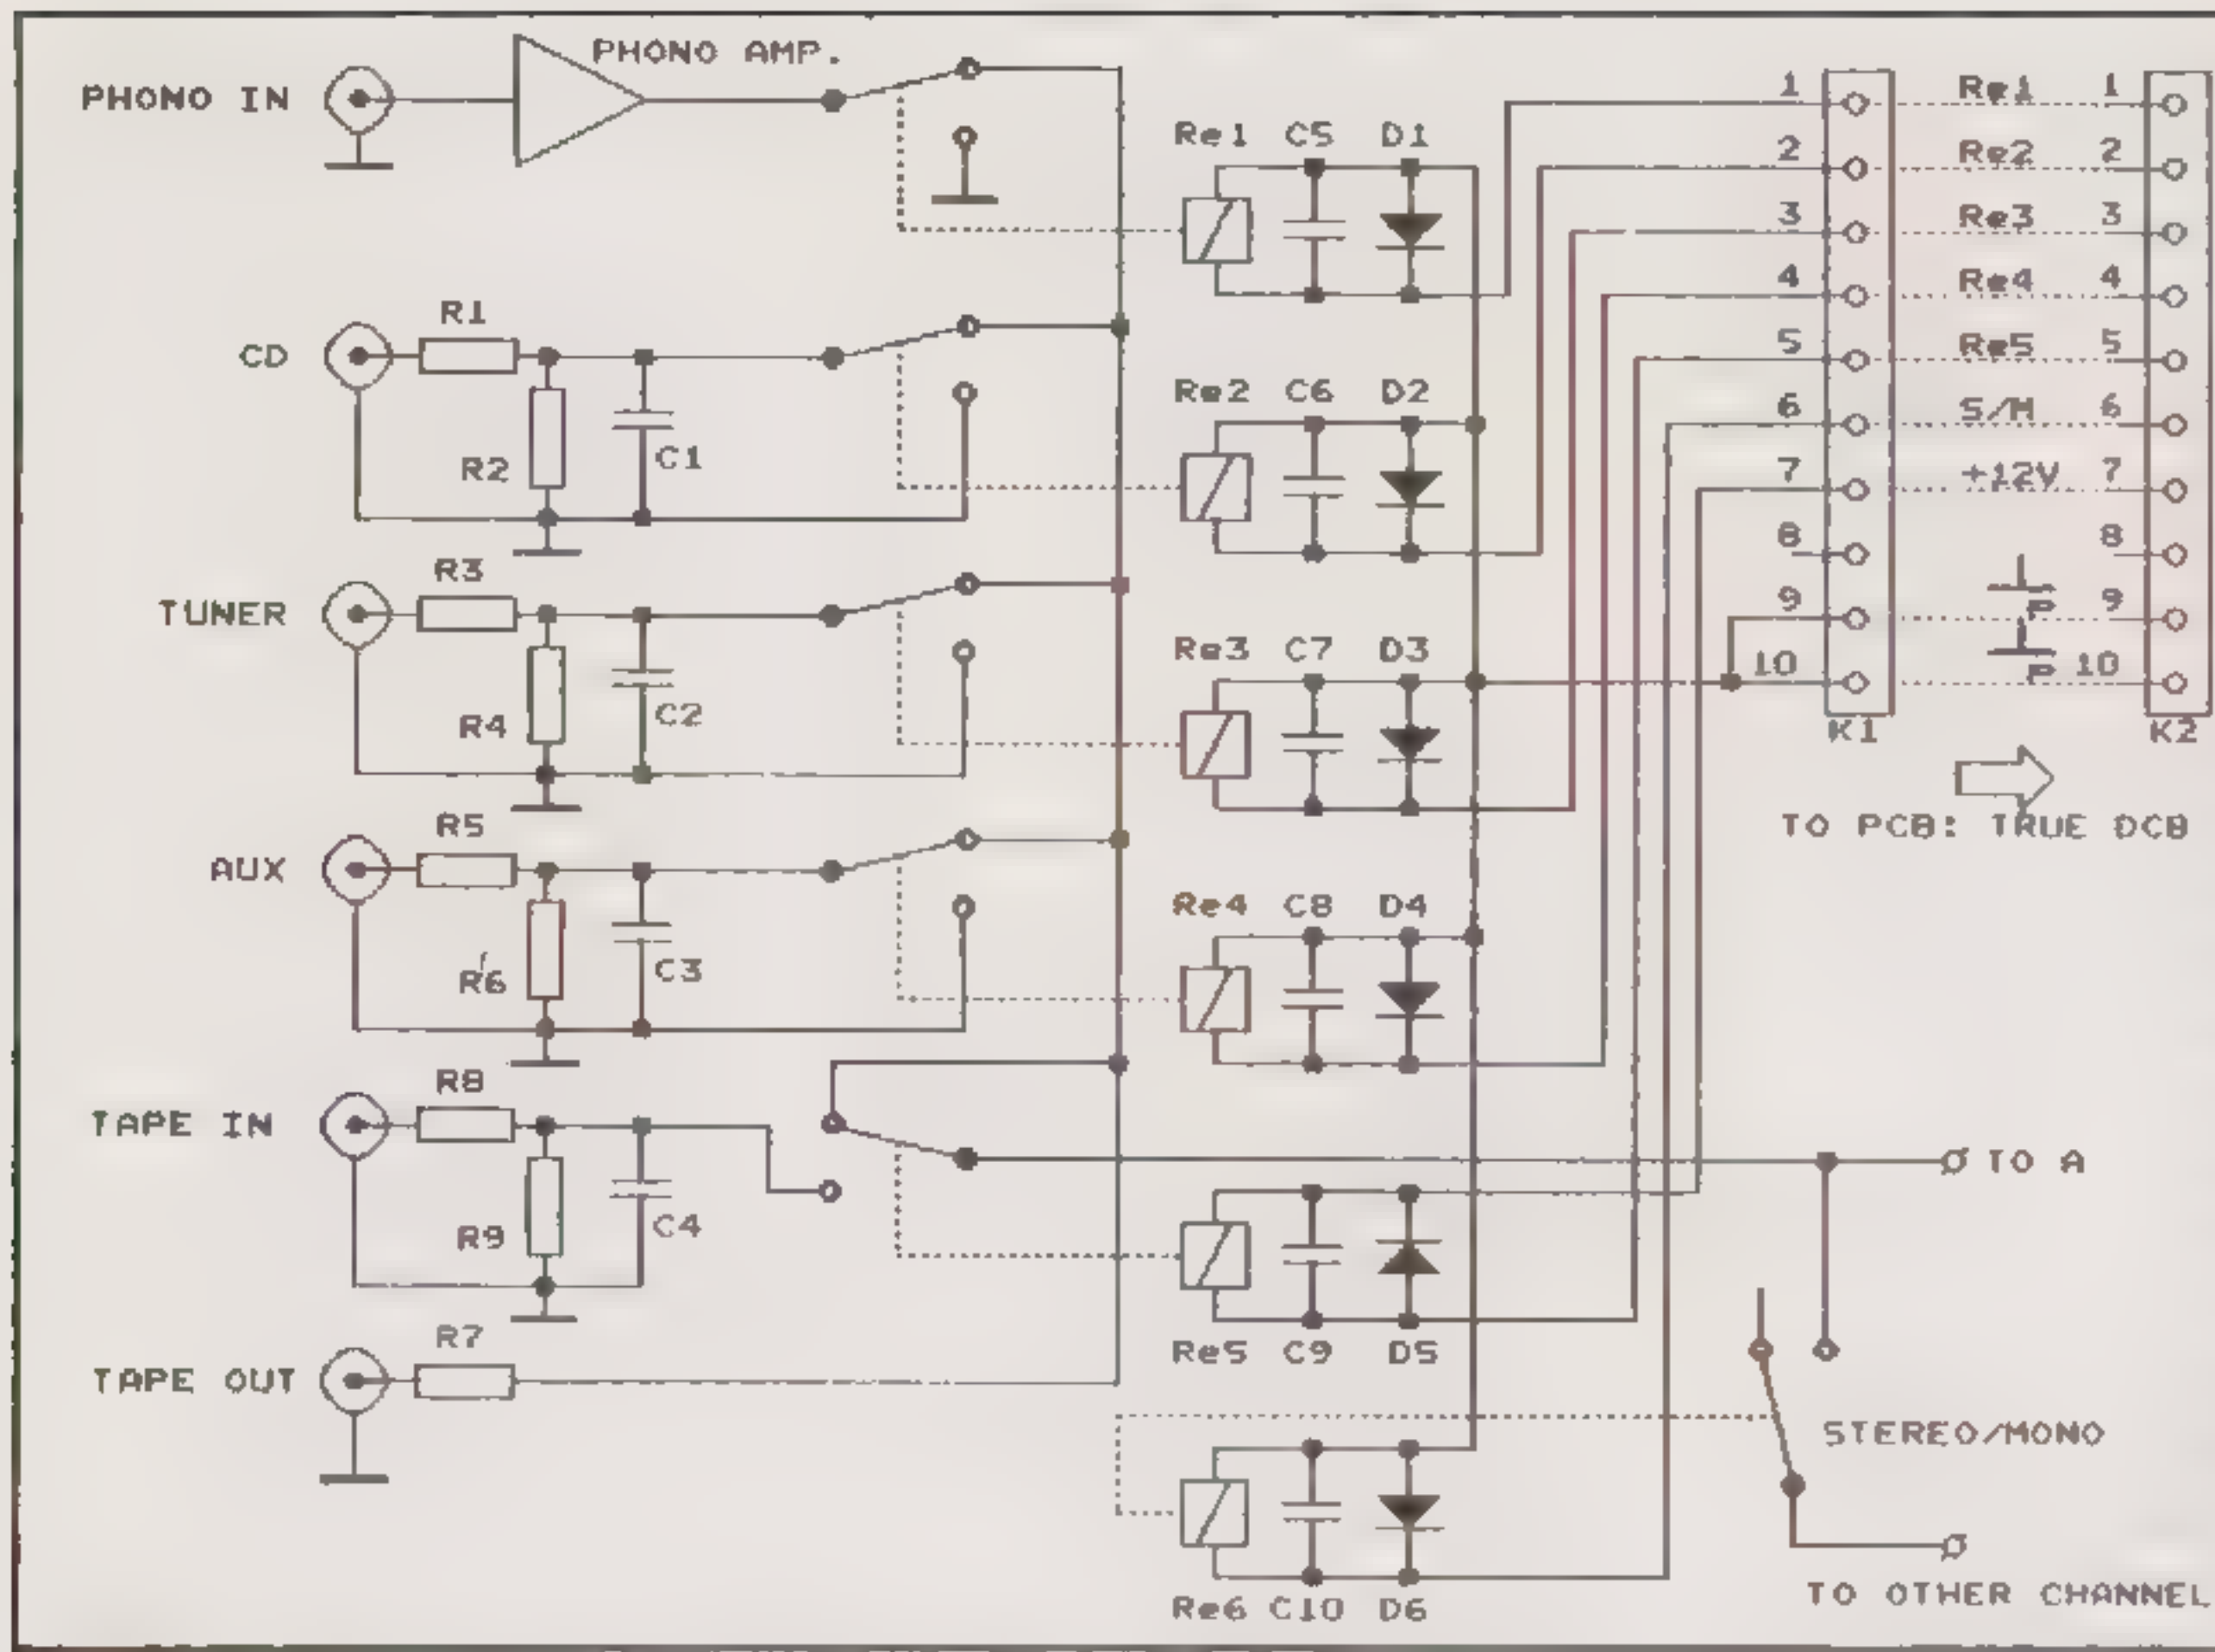 PHONO AMP.
PHONO IN
Re1 C5 D1
1 Re1 1
2 Re2 2
3 Re3 3
4 Re4 4
5 Re5 5
6 S/M 6
7 +12V 7
8 8
9 P 9
10 P 10
K1 K2
TO PCB: TRUE DCB
R1
CD
R2 C1
Re2 C6 D2
R3
TUNER
R4 C2
Re3 C7 D3
R5
AUX
R6 C3
Re4 C8 D4
R8
TAPE IN
R9 C4
TO A
Re5 C9 D5
R7
TAPE OUT
STEREO/MONO
TO OTHER CHANNEL
Re6 C10 D6